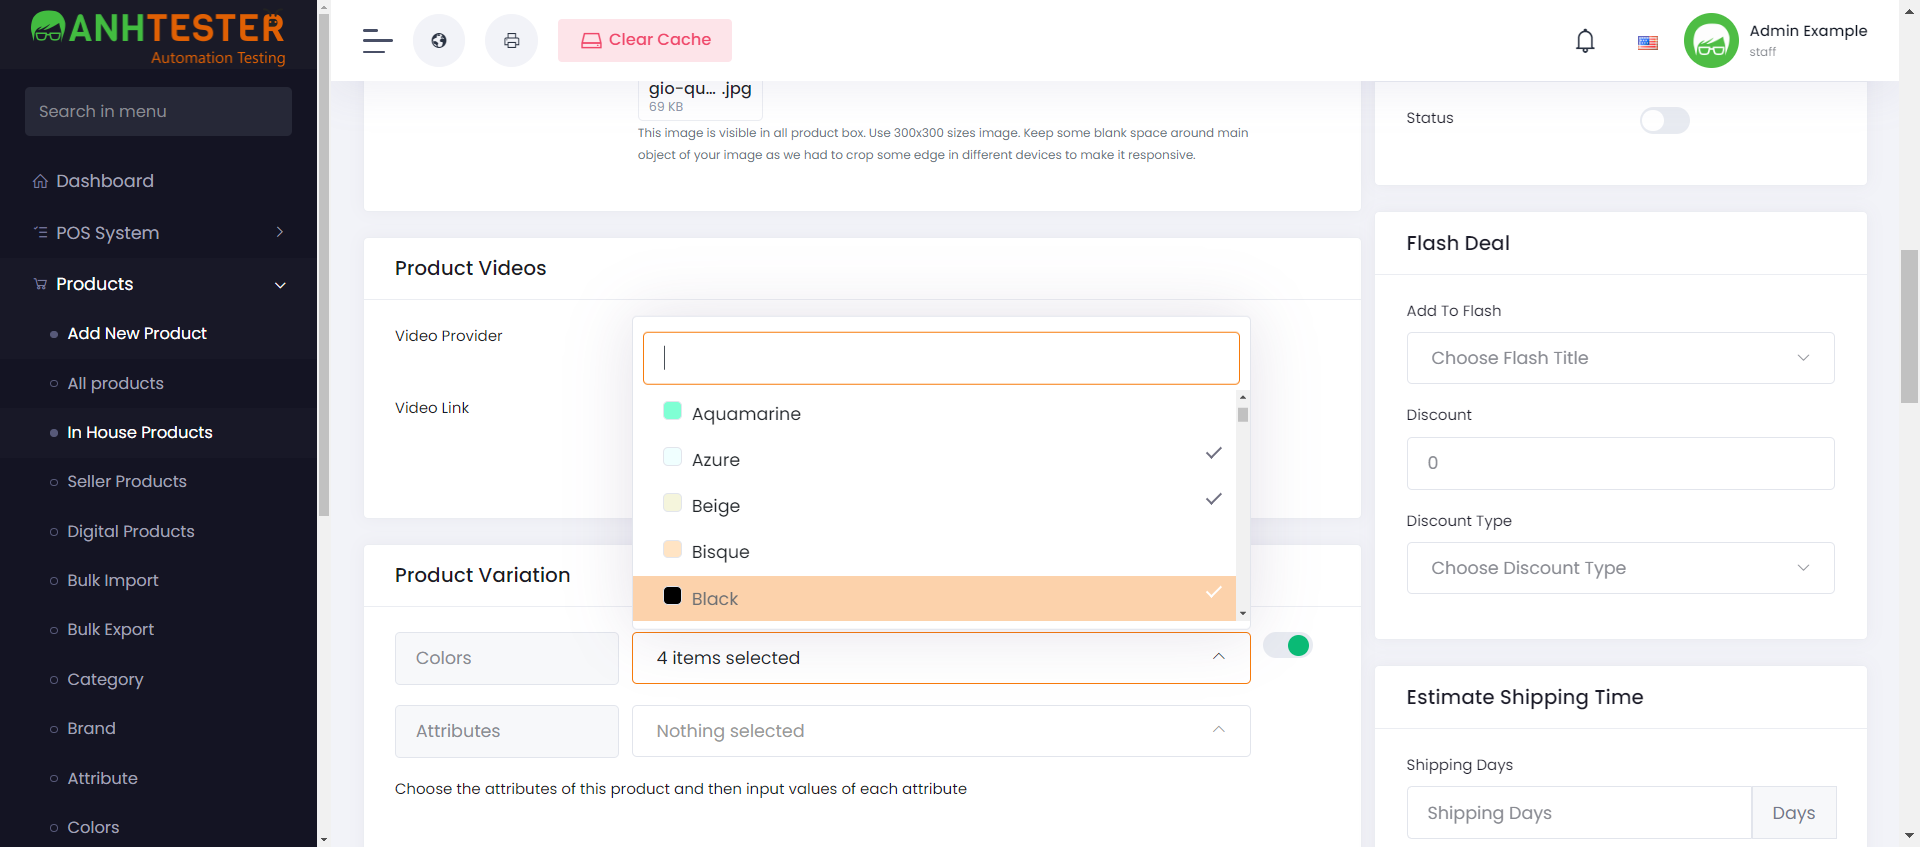 ANHTESTER
Automation Testing
Search in menu
Dashboard
POS System
Products
Add New Product
All products
In House Products
Seller Products
Digital Products
Bulk Import
Bulk Export
Category
Brand
Attribute
Colors
Clear Cache
Admin Example
staff
gio-qu... .jpg
69 KB
This image is visible in all product box. Use 300x300 sizes image. Keep some blank space around main
object of your image as we had to crop some edge in different devices to make it responsive.
Product Videos
Video Provider
Video Link
Aquamarine
Azure
Beige
Bisque
Black
Product Variation
Colors
4 items selected
Attributes
Nothing selected
Choose the attributes of this product and then input values of each attribute
Status
Flash Deal
Add To Flash
Choose Flash Title
Discount
0
Discount Type
Choose Discount Type
Estimate Shipping Time
Shipping Days
Shipping Days
Days